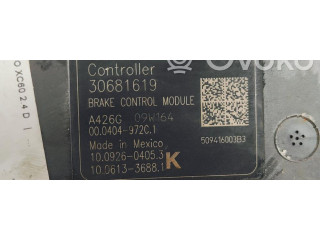 Controller
30681619
BRAKE CONTROL MODULE
A426G 09W164
00.0404-972C.1
Made in Mexico
10.0926-0405.3
10.0613-3688.1
K
509416003B3
XC60 2 4 D